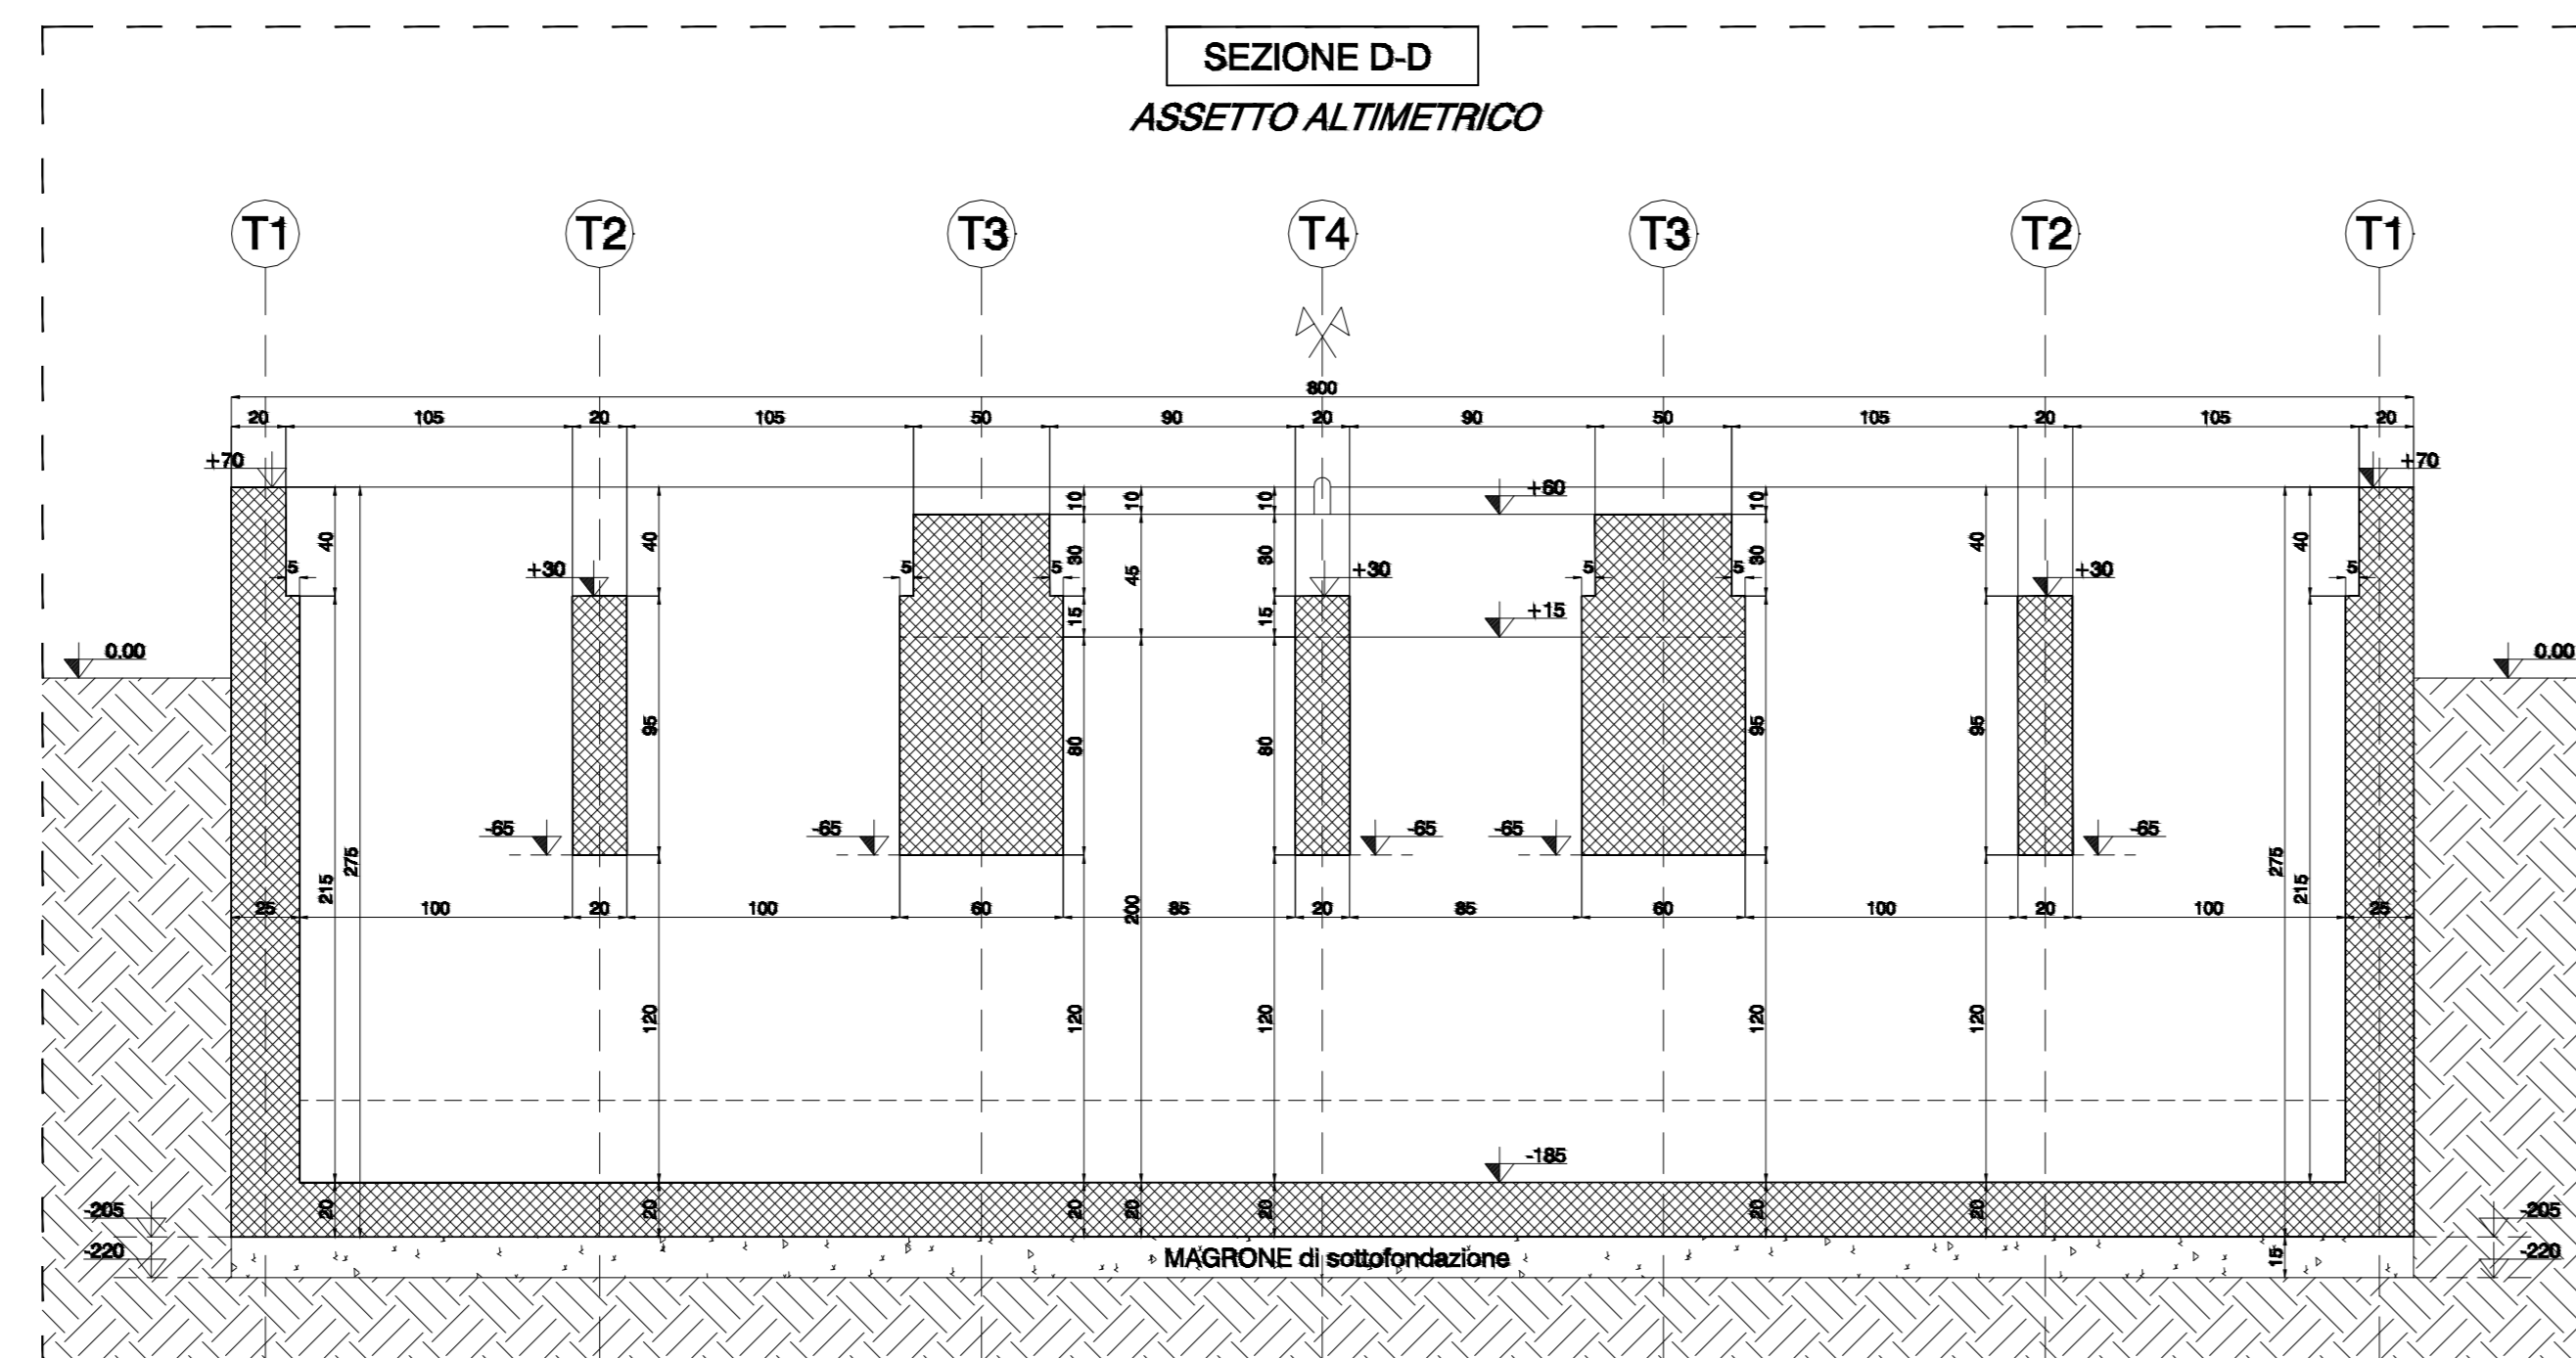 SEZIONE D-D
ASSETTO ALTIMETRICO
T1 T2 T3 T4 T3 T2 T1
800
20 105 20 105 50 90 20 90 50 105 20 105 20
+70 +70
10 10 10 +60 10
40 40 30 45 30 30 40 40
5 +30 5 5 +30 5 5 +30 5
15 15 +15
0.00 0.00
95 80 80 95 95
-65 -65 -65 -65 -65
275 215 275 215
25 100 20 100 60 200 85 20 85 60 100 20 100 25
120 120 120 120 120
-185
-205 20 20 20 20 20 20 20 -205
-220 MAGRONE di sottofondazione 15 -220